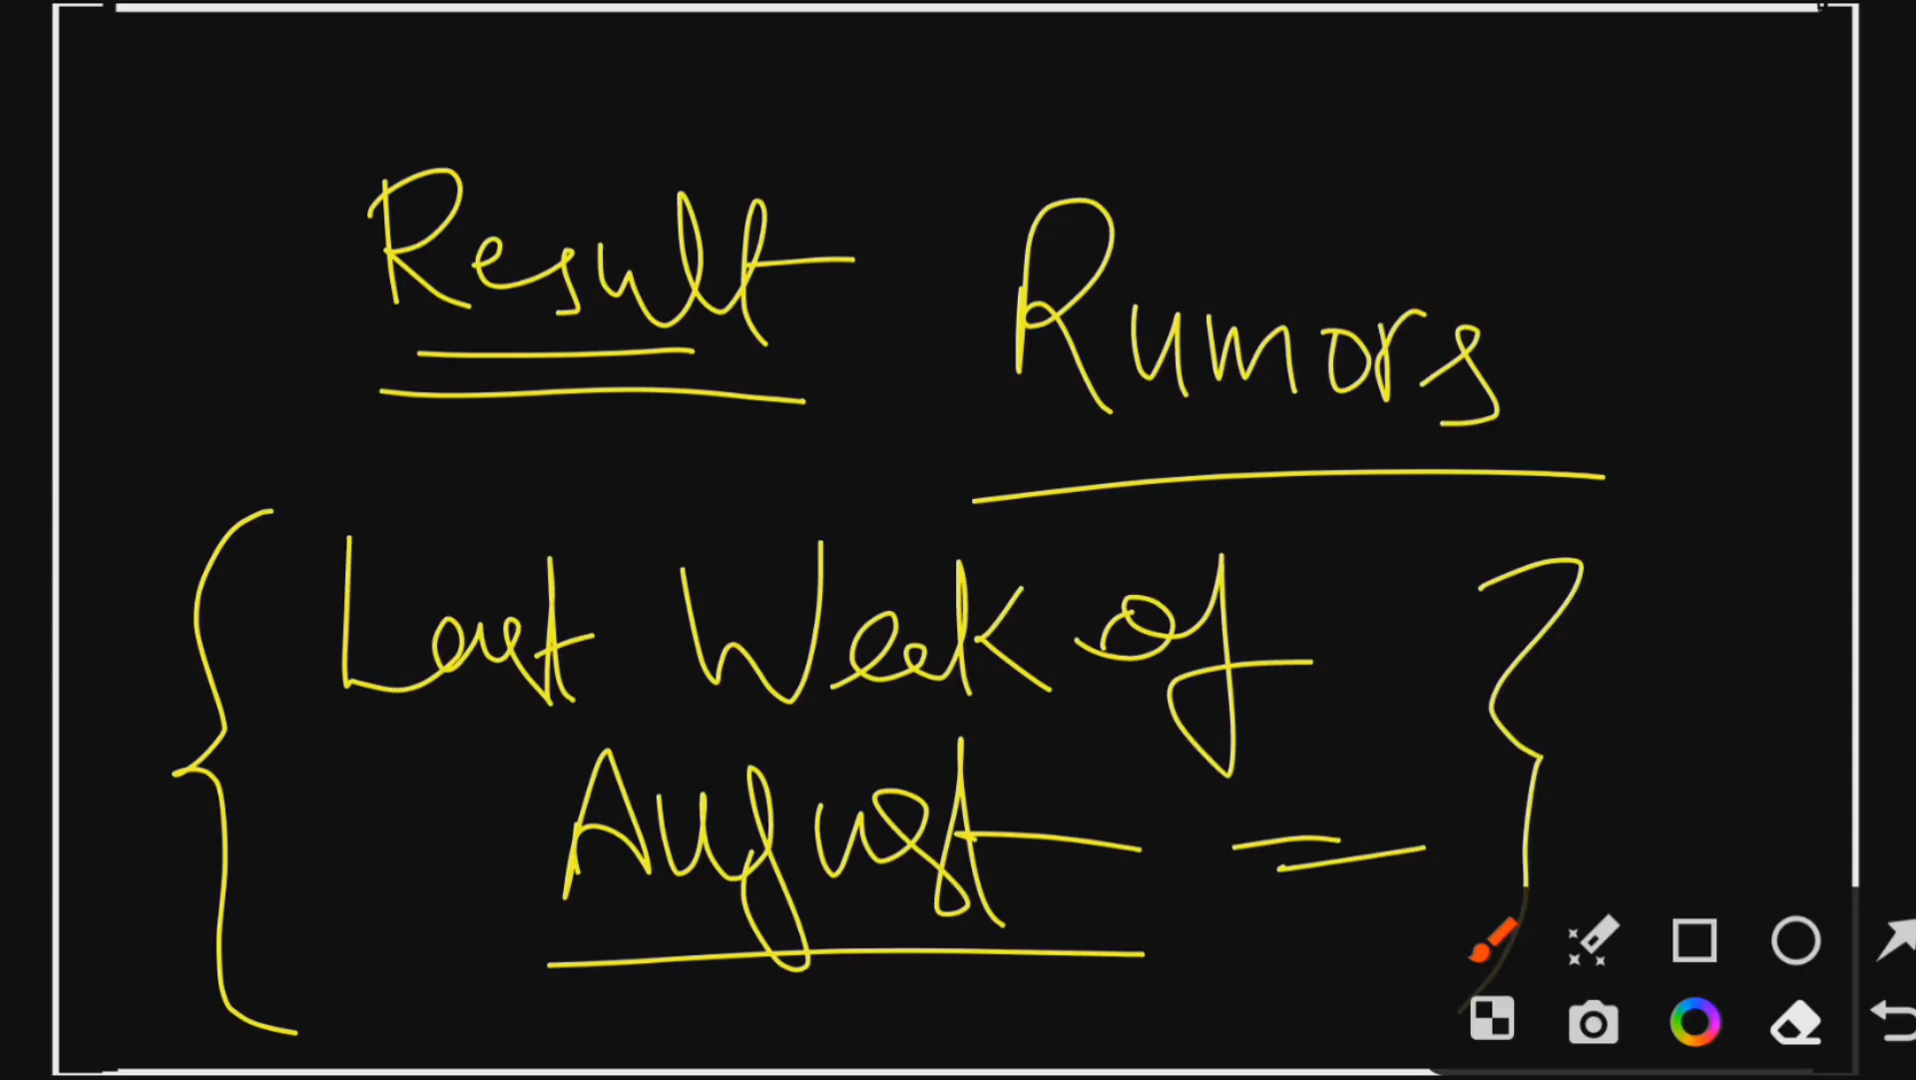 Result Rumors
{ Last Week of
August = }